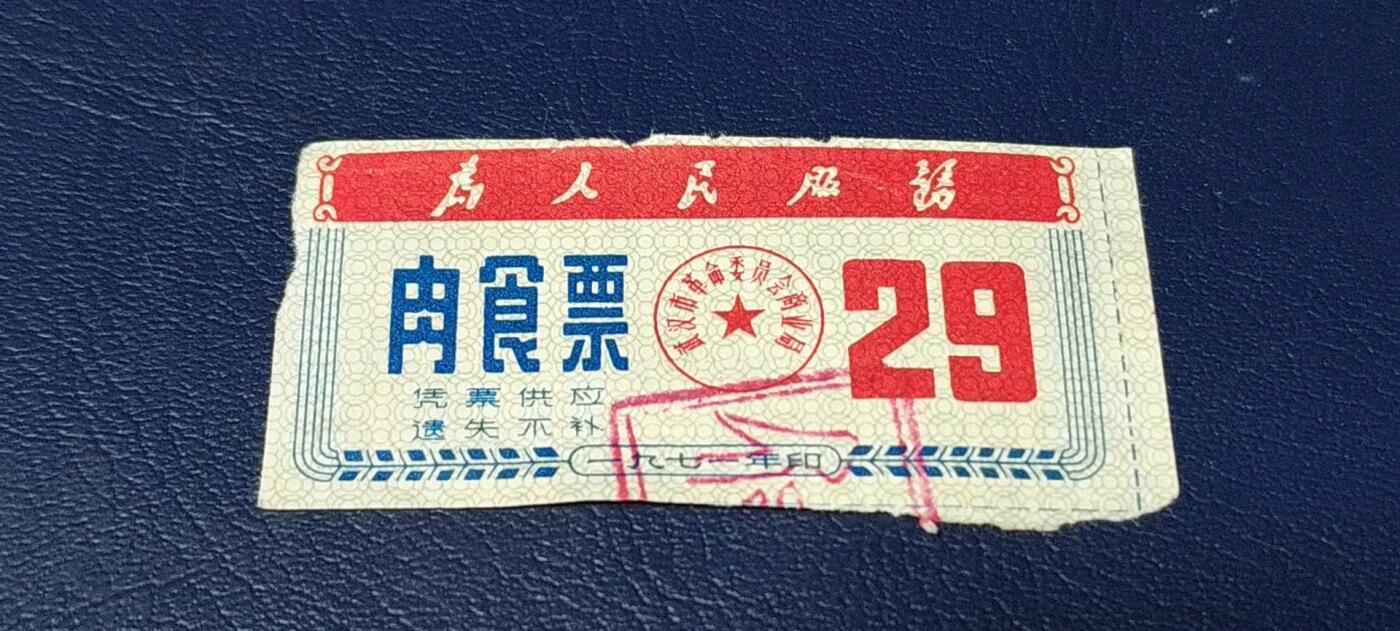 为人民服务
肉食票
武汉市革命委员会商业局
29
凭票供应
遗失不补
一九七一年印